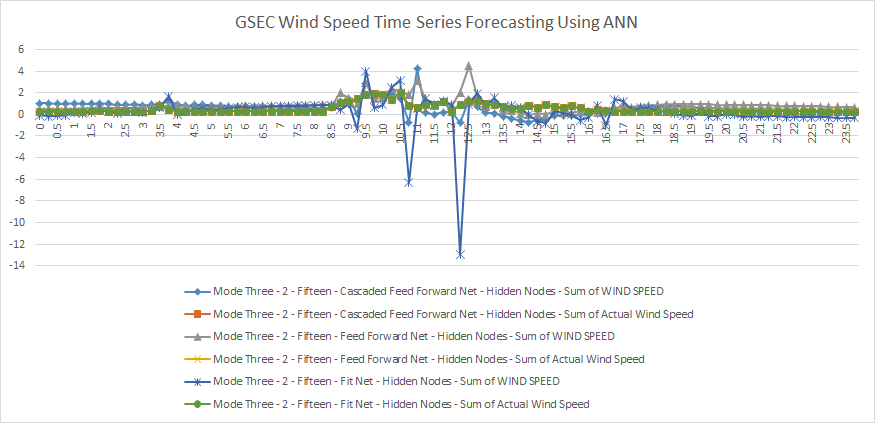 GSEC Wind Speed Time Series Forecasting Using ANN
6
4
2
0
-2
-4
-6
-8
-10
-12
-14
0 0.5 1 1.5 2 2.5 3 3.5 4 4.5 5 5.5 6 6.5 7 7.5 8 8.5 9 9.5 10 10.5 11 11.5 12 12.5 13 13.5 14 14.5 15 15.5 16 16.5 17 17.5 18 18.5 19 19.5 20 20.5 21 21.5 22 22.5 23 23.5
Mode Three - 2 - Fifteen - Cascaded Feed Forward Net - Hidden Nodes - Sum of WIND SPEED
Mode Three - 2 - Fifteen - Cascaded Feed Forward Net - Hidden Nodes - Sum of Actual Wind Speed
Mode Three - 2 - Fifteen - Feed Forward Net - Hidden Nodes - Sum of WIND SPEED
Mode Three - 2 - Fifteen - Feed Forward Net - Hidden Nodes - Sum of Actual Wind Speed
Mode Three - 2 - Fifteen - Fit Net - Hidden Nodes - Sum of WIND SPEED
Mode Three - 2 - Fifteen - Fit Net - Hidden Nodes - Sum of Actual Wind Speed